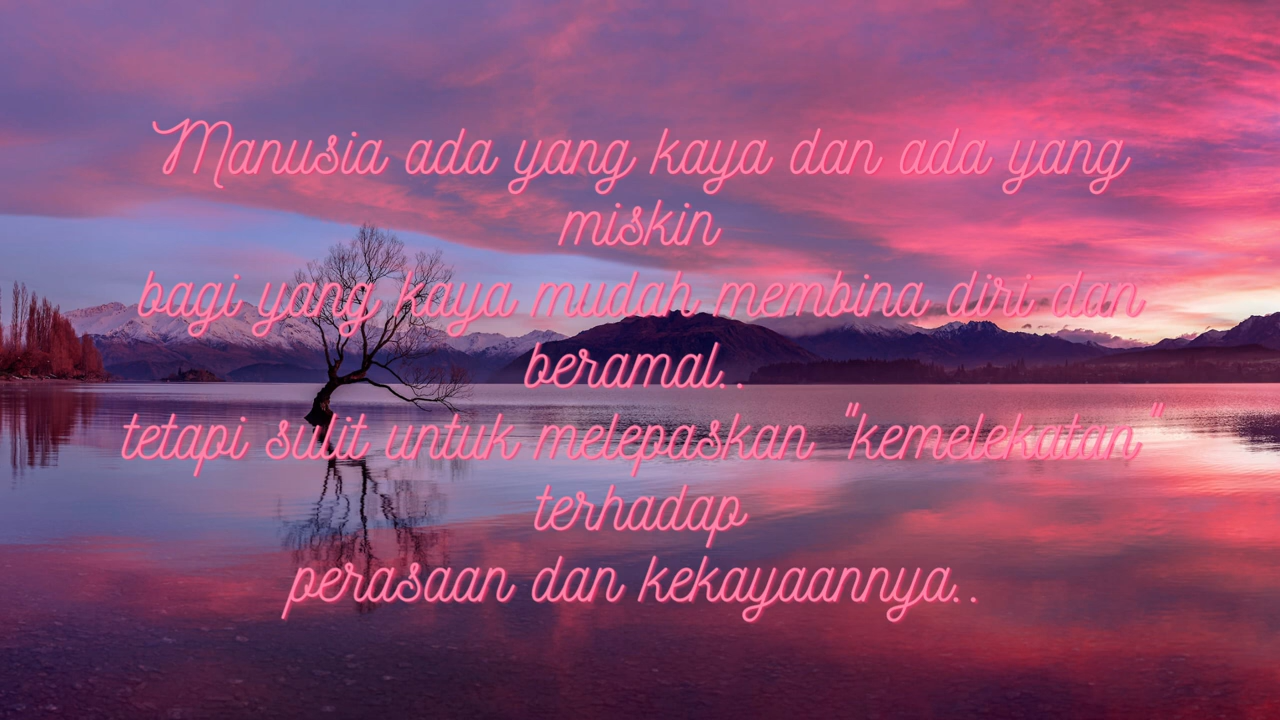 Manusia ada yang kaya dan ada yang
miskin
bagi yang kaya mudah membina diri dan
beramal..
tetapi sulit untuk melepaskan "kemelekatan"
terhadap
perasaan dan kekayaannya..